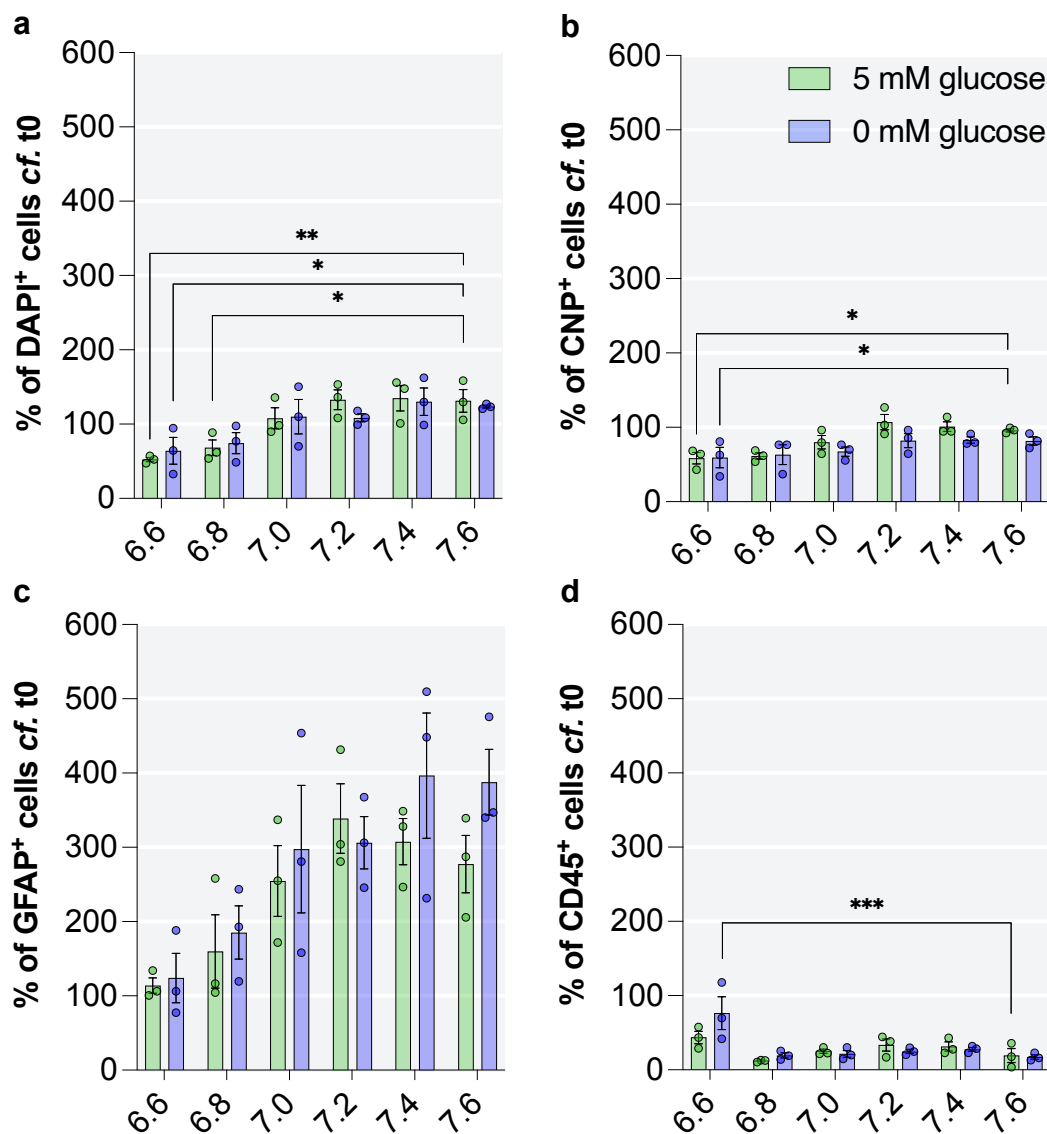 a
% of DAPI⁺ cells cf. t0
600
500
400
300
200
100
0
**
*
*
6.6 6.8 7.0 7.2 7.4 7.6
b
% of CNP⁺ cells cf. t0
600
500
400
300
200
100
0
5 mM glucose
0 mM glucose
*
*
6.6 6.8 7.0 7.2 7.4 7.6
c
% of GFAP⁺ cells cf. t0
600
500
400
300
200
100
0
6.6 6.8 7.0 7.2 7.4 7.6
d
% of CD45⁺ cells cf. t0
600
500
400
300
200
100
0
***
6.6 6.8 7.0 7.2 7.4 7.6